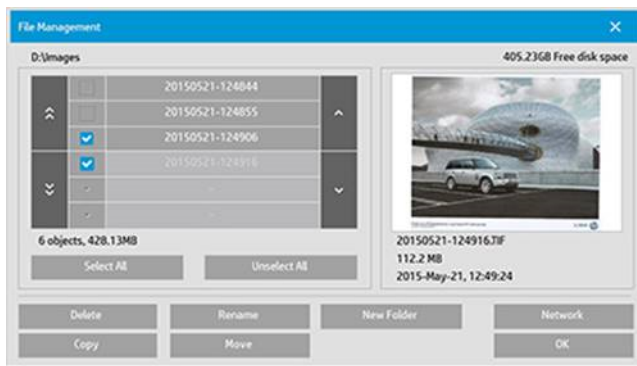 File Management
D:\Images
405.23GB Free disk space
20150521-124844
20150521-124855
20150521-124906
20150521-124916
6 objects, 428.13MB
Select All
Unselect All
20150521-124916.TIF
112.2 MB
2015-May-21, 12:49:24
Delete
Rename
New Folder
Network
Copy
Move
OK